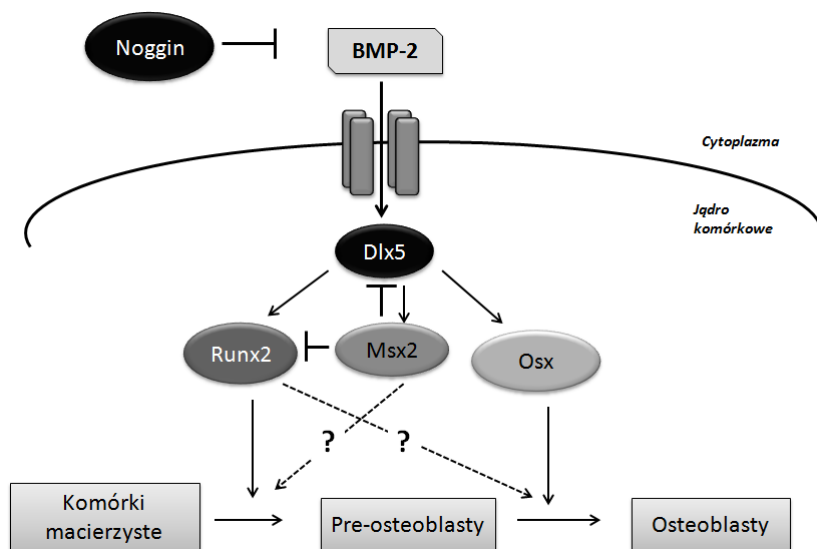 Noggin
BMP-2
Cytoplazma
Jądro
komórkowe
Dlx5
Runx2
Msx2
Osx
?
?
Komórki
macierzyste
Pre-osteoblasty
Osteoblasty